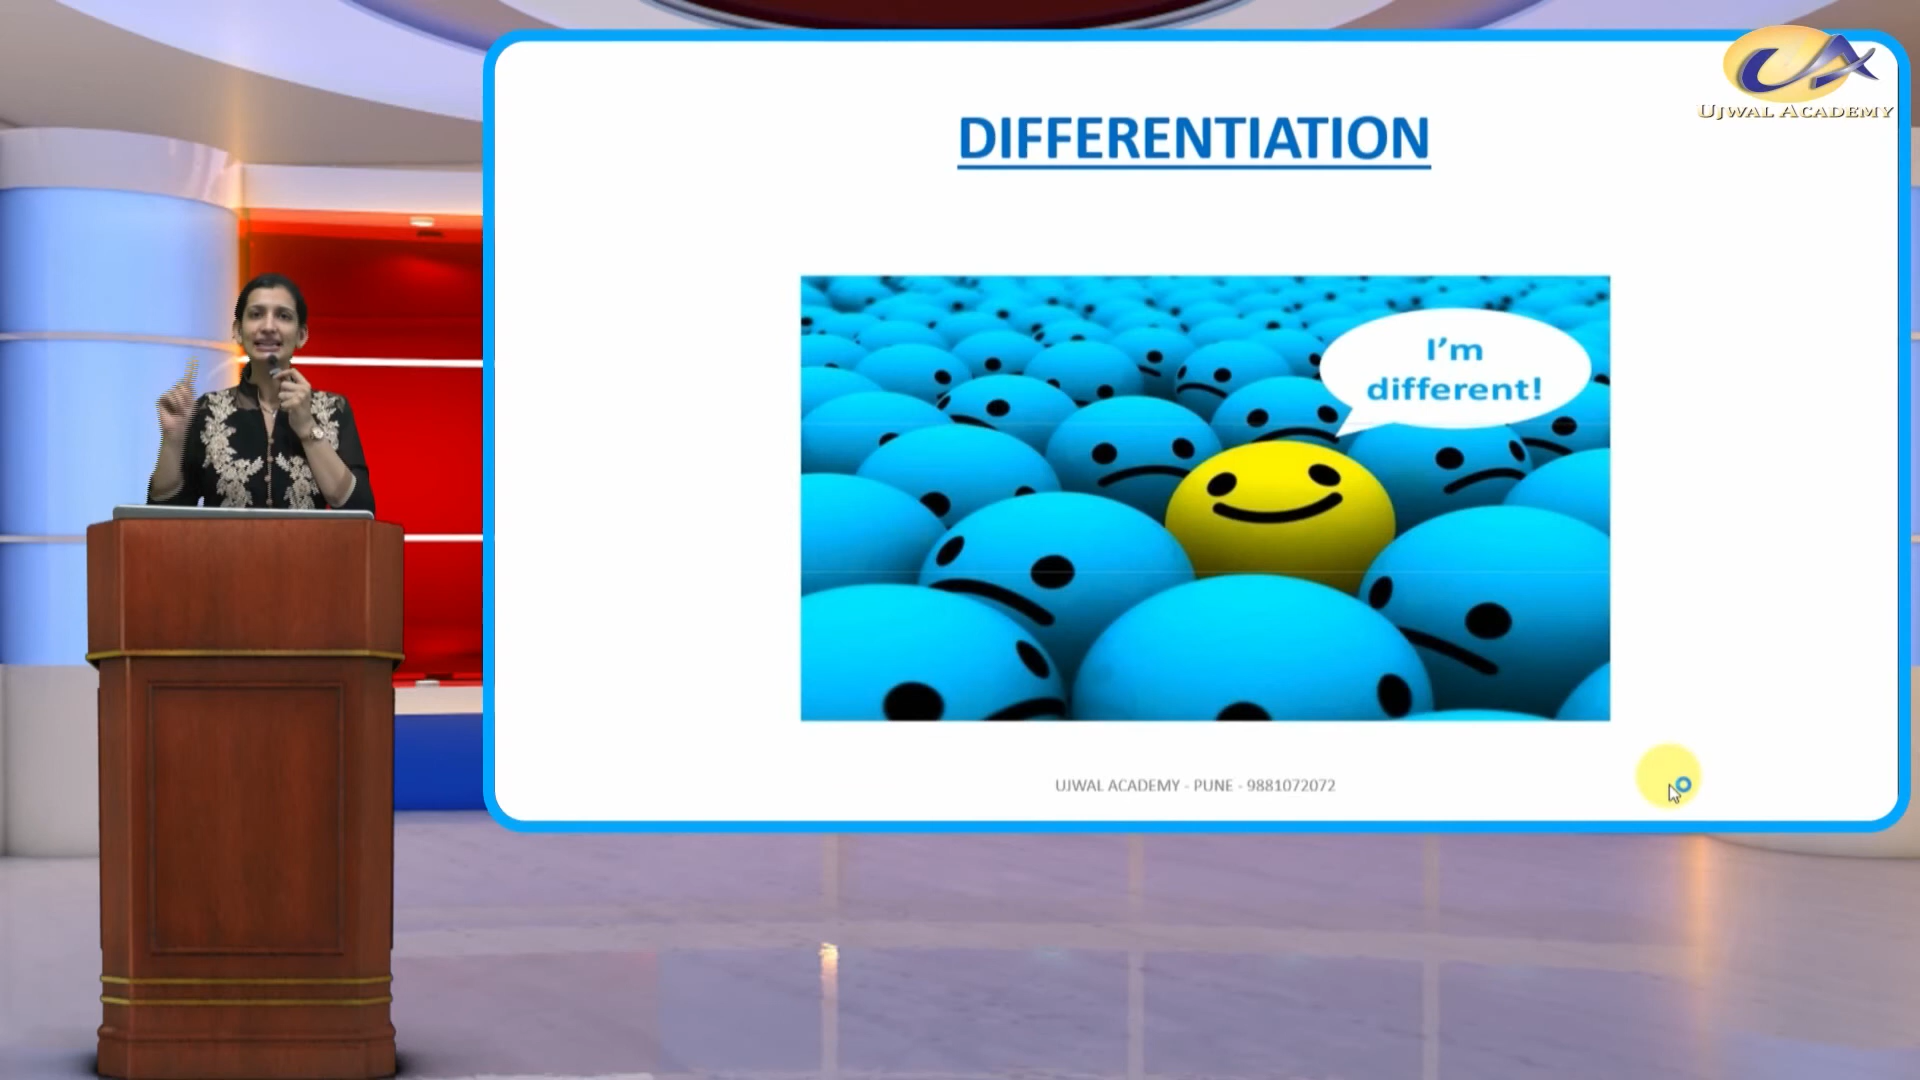 DIFFERENTIATION
UJWAL ACADEMY
I'm
different!
UJWAL ACADEMY - PUNE - 9881072072